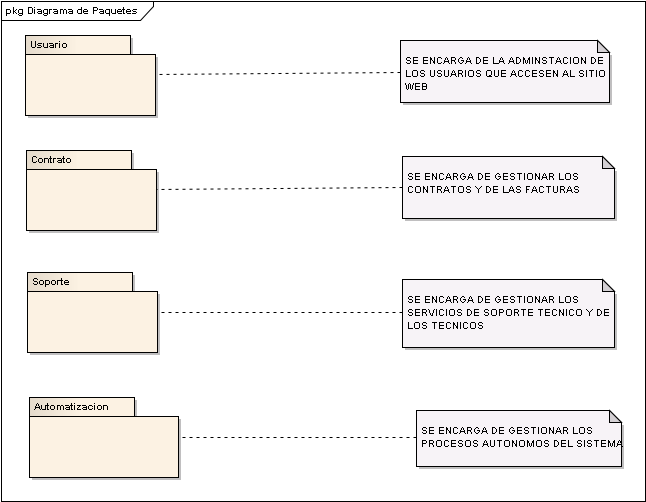 pkg Diagrama de Paquetes
Usuario
SE ENCARGA DE LA ADMINSTACION DE
LOS USUARIOS QUE ACCESEN AL SITIO
WEB
Contrato
SE ENCARGA DE GESTIONAR LOS
CONTRATOS Y DE LAS FACTURAS
Soporte
SE ENCARGA DE GESTIONAR LOS
SERVICIOS DE SOPORTE TECNICO Y DE
LOS TECNICOS
Automatizacion
SE ENCARGA DE GESTIONAR LOS
PROCESOS AUTONOMOS DEL SISTEMA